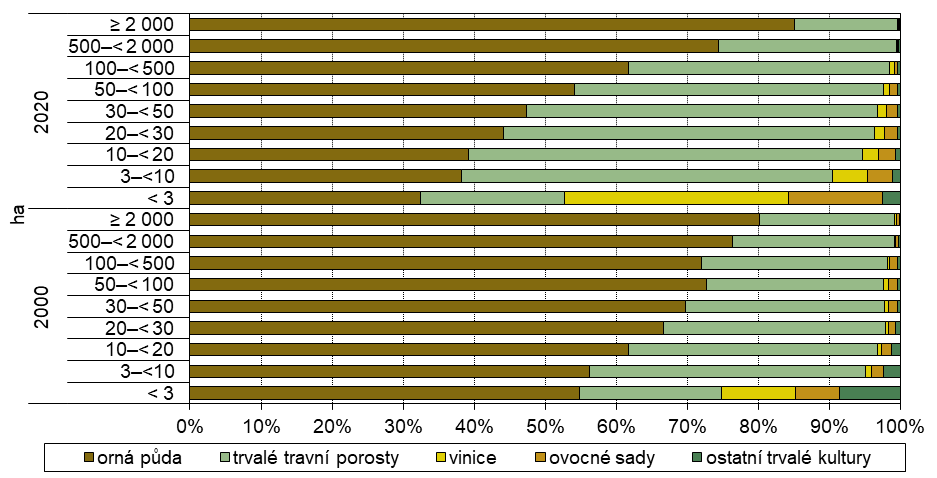 ≥ 2 000
500–< 2 000
100–< 500
50–< 100
30–< 50
20–< 30
10–< 20
3–<10
< 3
2020
≥ 2 000
500–< 2 000
100–< 500
50–< 100
30–< 50
20–< 30
10–< 20
3–<10
< 3
2000
ha
0% 10% 20% 30% 40% 50% 60% 70% 80% 90% 100%
orná půda trvalé travní porosty vinice ovocné sady ostatní trvalé kultury